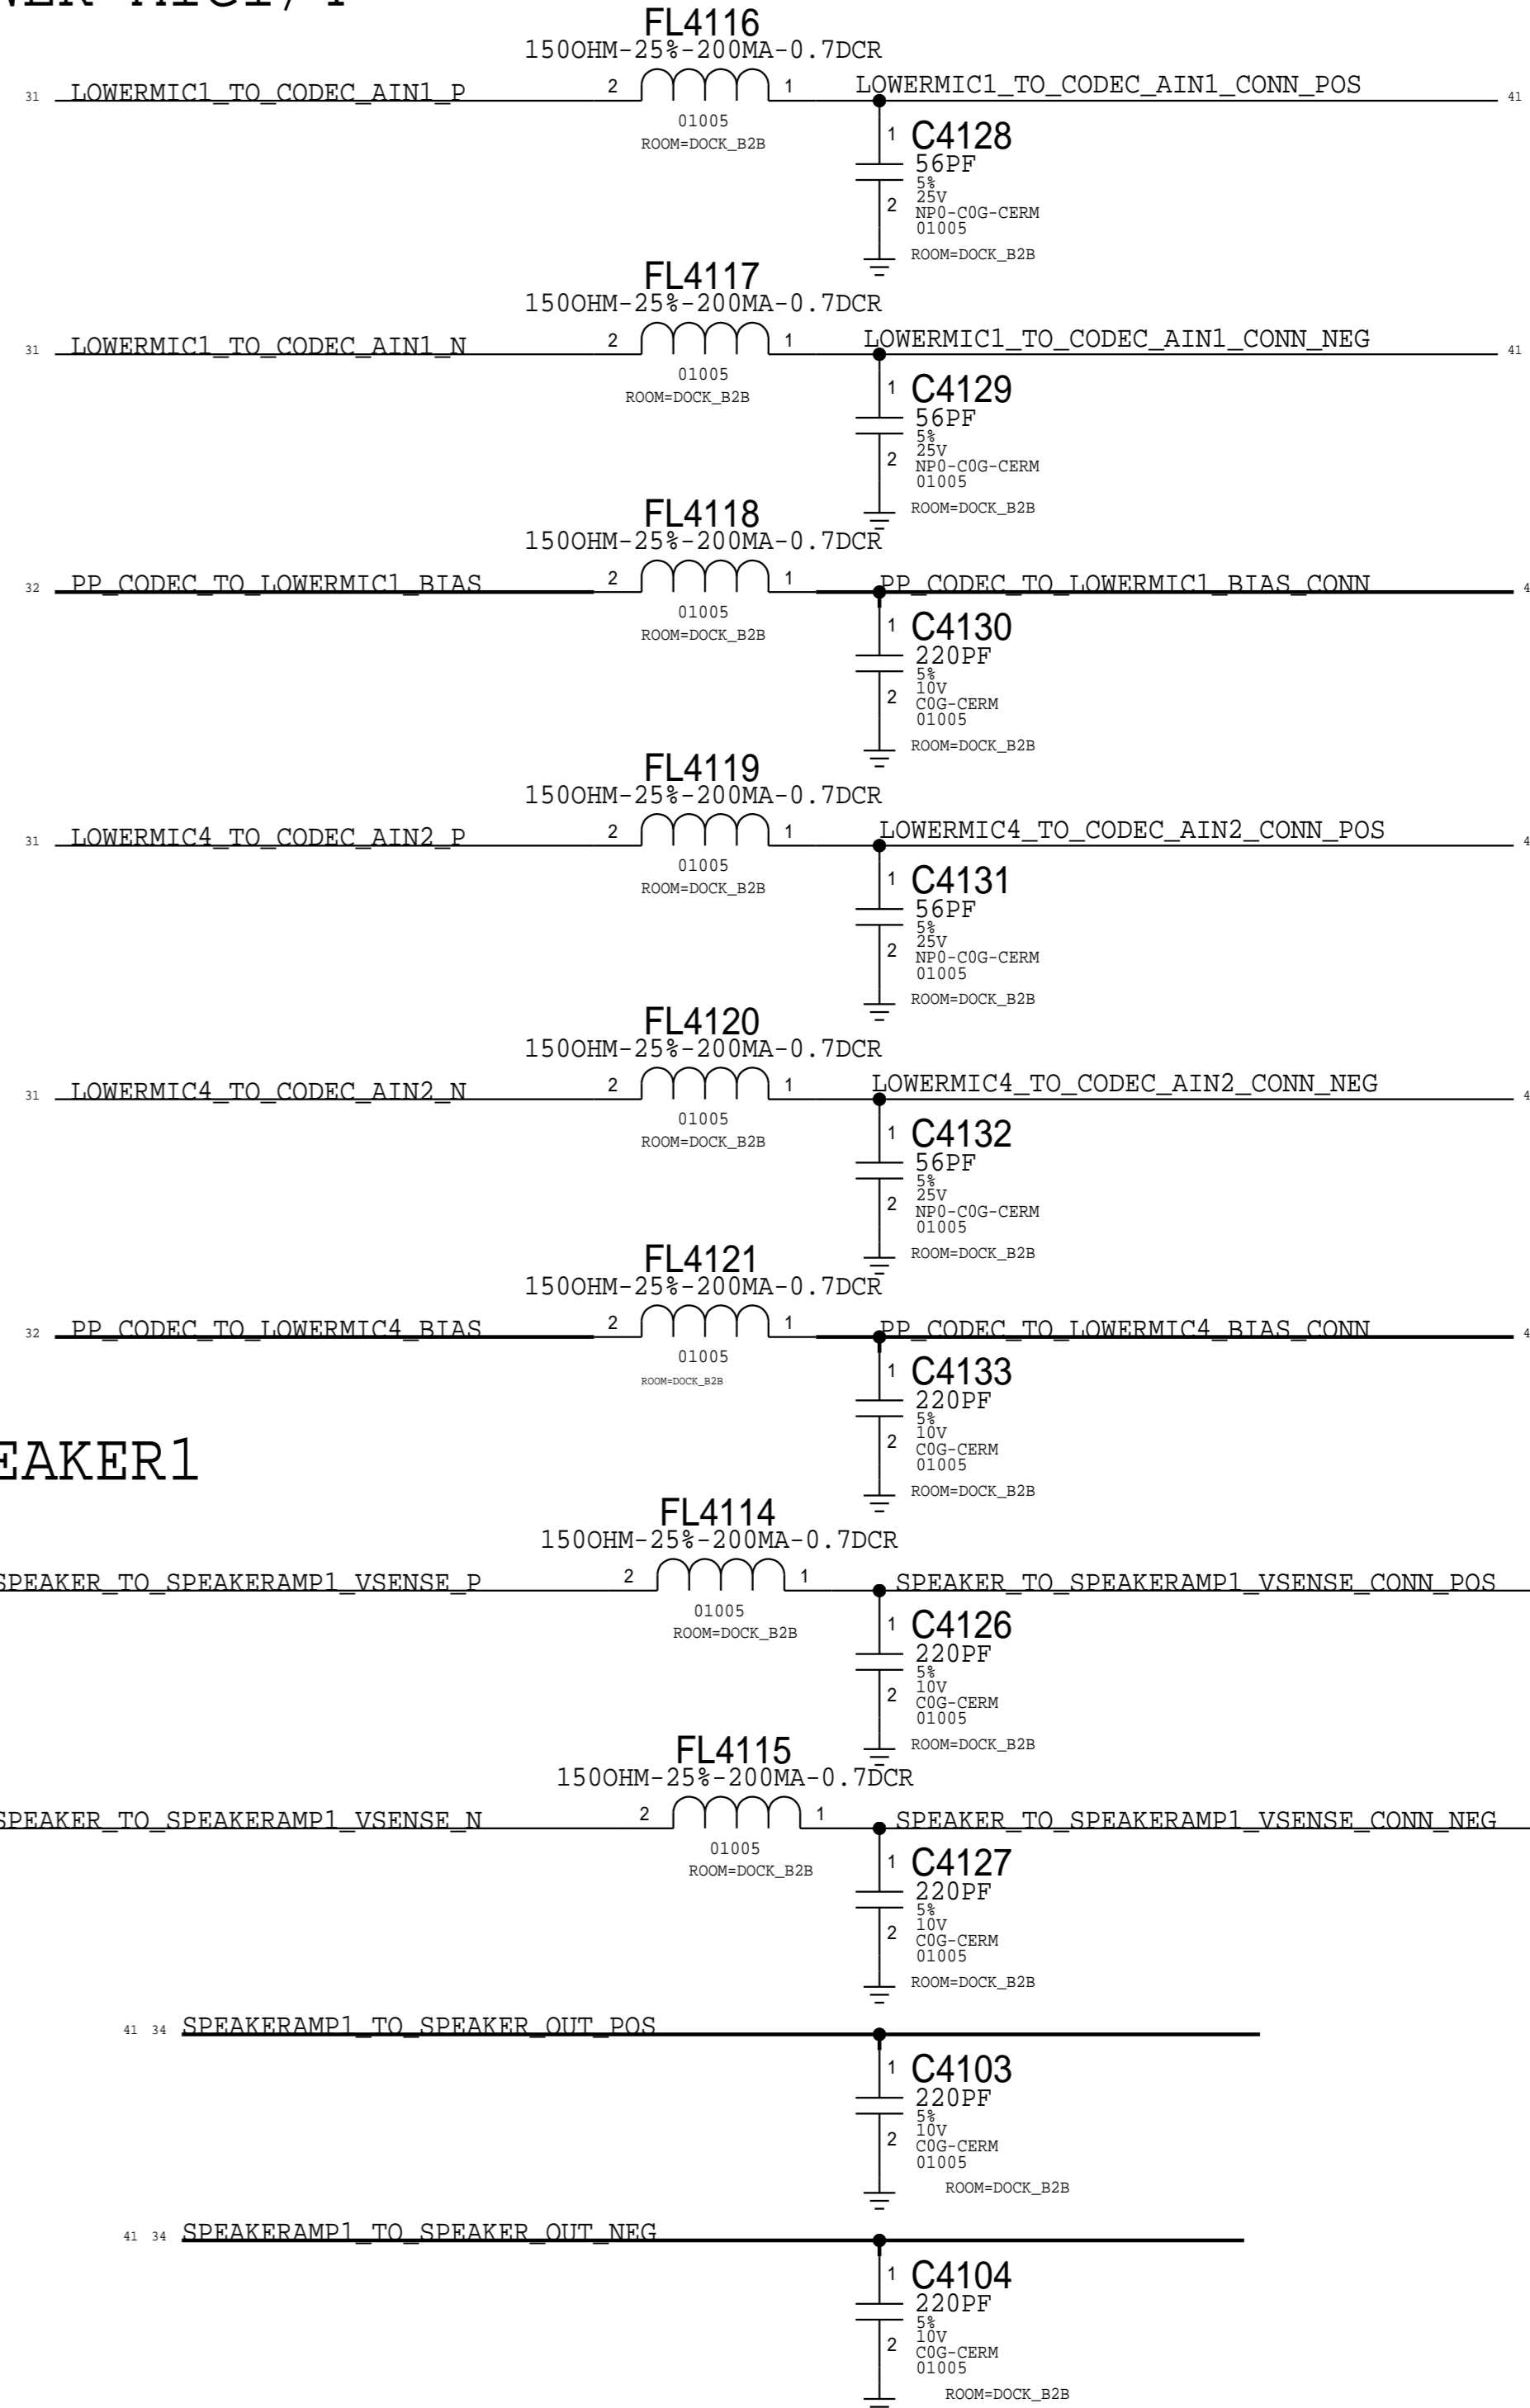 FL4116
150OHM-25%-200MA-0.7DCR
31 LOWERMIC1_TO_CODEC_AIN1_P 2 1 LOWERMIC1_TO_CODEC_AIN1_CONN_POS 41
01005
ROOM=DOCK_B2B
1 C4128
56PF
5%
25V
2 NP0-C0G-CERM
01005
ROOM=DOCK_B2B
FL4117
150OHM-25%-200MA-0.7DCR
31 LOWERMIC1_TO_CODEC_AIN1_N 2 1 LOWERMIC1_TO_CODEC_AIN1_CONN_NEG 41
01005
ROOM=DOCK_B2B
1 C4129
56PF
5%
25V
2 NP0-C0G-CERM
01005
ROOM=DOCK_B2B
FL4118
150OHM-25%-200MA-0.7DCR
32 PP_CODEC_TO_LOWERMIC1_BIAS 2 1 PP_CODEC_TO_LOWERMIC1_BIAS_CONN 4
01005
ROOM=DOCK_B2B
1 C4130
220PF
5%
10V
2 C0G-CERM
01005
ROOM=DOCK_B2B
FL4119
150OHM-25%-200MA-0.7DCR
31 LOWERMIC4_TO_CODEC_AIN2_P 2 1 LOWERMIC4_TO_CODEC_AIN2_CONN_POS 4
01005
ROOM=DOCK_B2B
1 C4131
56PF
5%
25V
2 NP0-C0G-CERM
01005
ROOM=DOCK_B2B
FL4120
150OHM-25%-200MA-0.7DCR
31 LOWERMIC4_TO_CODEC_AIN2_N 2 1 LOWERMIC4_TO_CODEC_AIN2_CONN_NEG 4
01005
ROOM=DOCK_B2B
1 C4132
56PF
5%
25V
2 NP0-C0G-CERM
01005
ROOM=DOCK_B2B
FL4121
150OHM-25%-200MA-0.7DCR
32 PP_CODEC_TO_LOWERMIC4_BIAS 2 1 PP_CODEC_TO_LOWERMIC4_BIAS_CONN 4
01005
ROOM=DOCK_B2B
1 C4133
220PF
5%
10V
2 C0G-CERM
01005
ROOM=DOCK_B2B
EAKER1
FL4114
150OHM-25%-200MA-0.7DCR
SPEAKER_TO_SPEAKERAMP1_VSENSE_P 2 1 SPEAKER_TO_SPEAKERAMP1_VSENSE_CONN_POS
01005
ROOM=DOCK_B2B
1 C4126
220PF
5%
10V
2 C0G-CERM
01005
ROOM=DOCK_B2B
FL4115
150OHM-25%-200MA-0.7DCR
SPEAKER_TO_SPEAKERAMP1_VSENSE_N 2 1 SPEAKER_TO_SPEAKERAMP1_VSENSE_CONN_NEG
01005
ROOM=DOCK_B2B
1 C4127
220PF
5%
10V
2 C0G-CERM
01005
ROOM=DOCK_B2B
41 34 SPEAKERAMP1_TO_SPEAKER_OUT_POS
1 C4103
220PF
5%
10V
2 C0G-CERM
01005
ROOM=DOCK_B2B
41 34 SPEAKERAMP1_TO_SPEAKER_OUT_NEG
1 C4104
220PF
5%
10V
2 C0G-CERM
01005
ROOM=DOCK_B2B